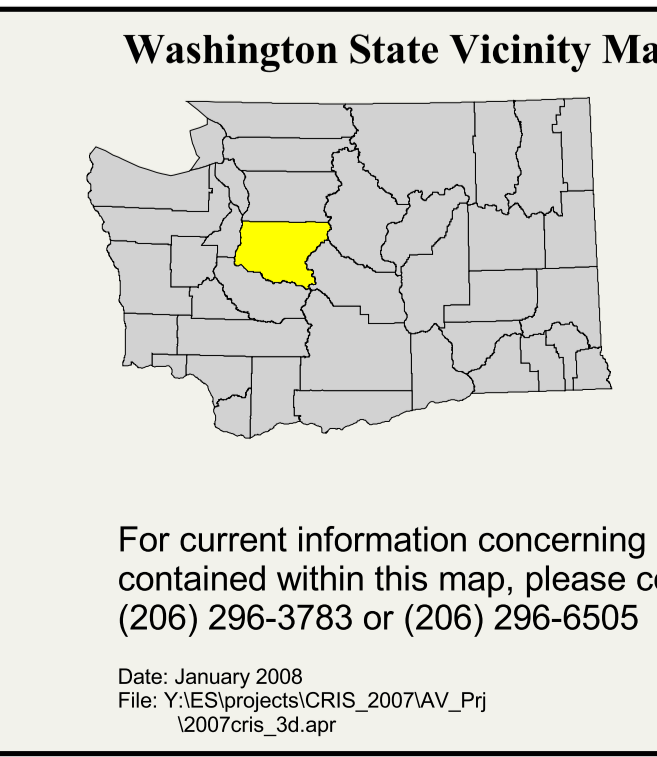 Washington State Vicinity Ma
For current information concerning
contained within this map, please c
(206) 296-3783 or (206) 296-6505
Date: January 2008
File: Y:\ES\projects\CRIS_2007\AV_Prj
\2007cris_3d.apr